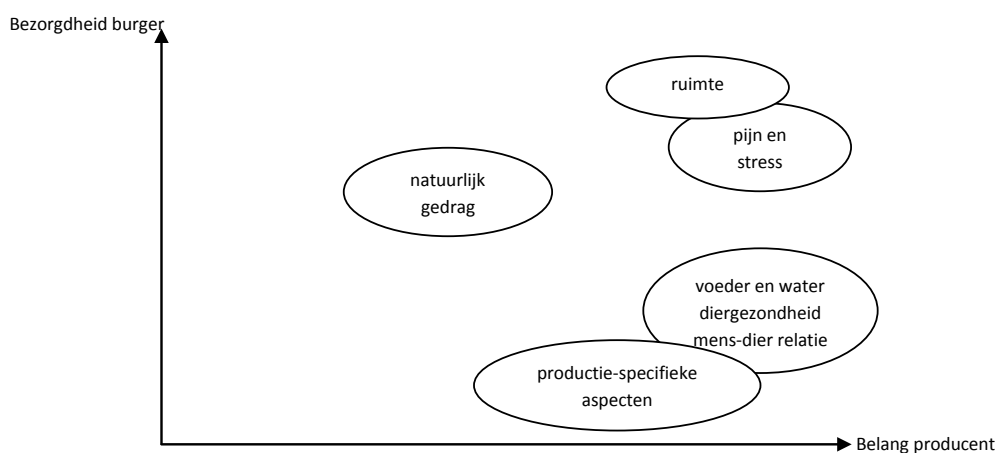 Bezorgdheid burger
ruimte
pijn en
stress
natuurlijk
gedrag
voeder en water
diergezondheid
mens-dier relatie
productie-specifieke
aspecten
Belang producent